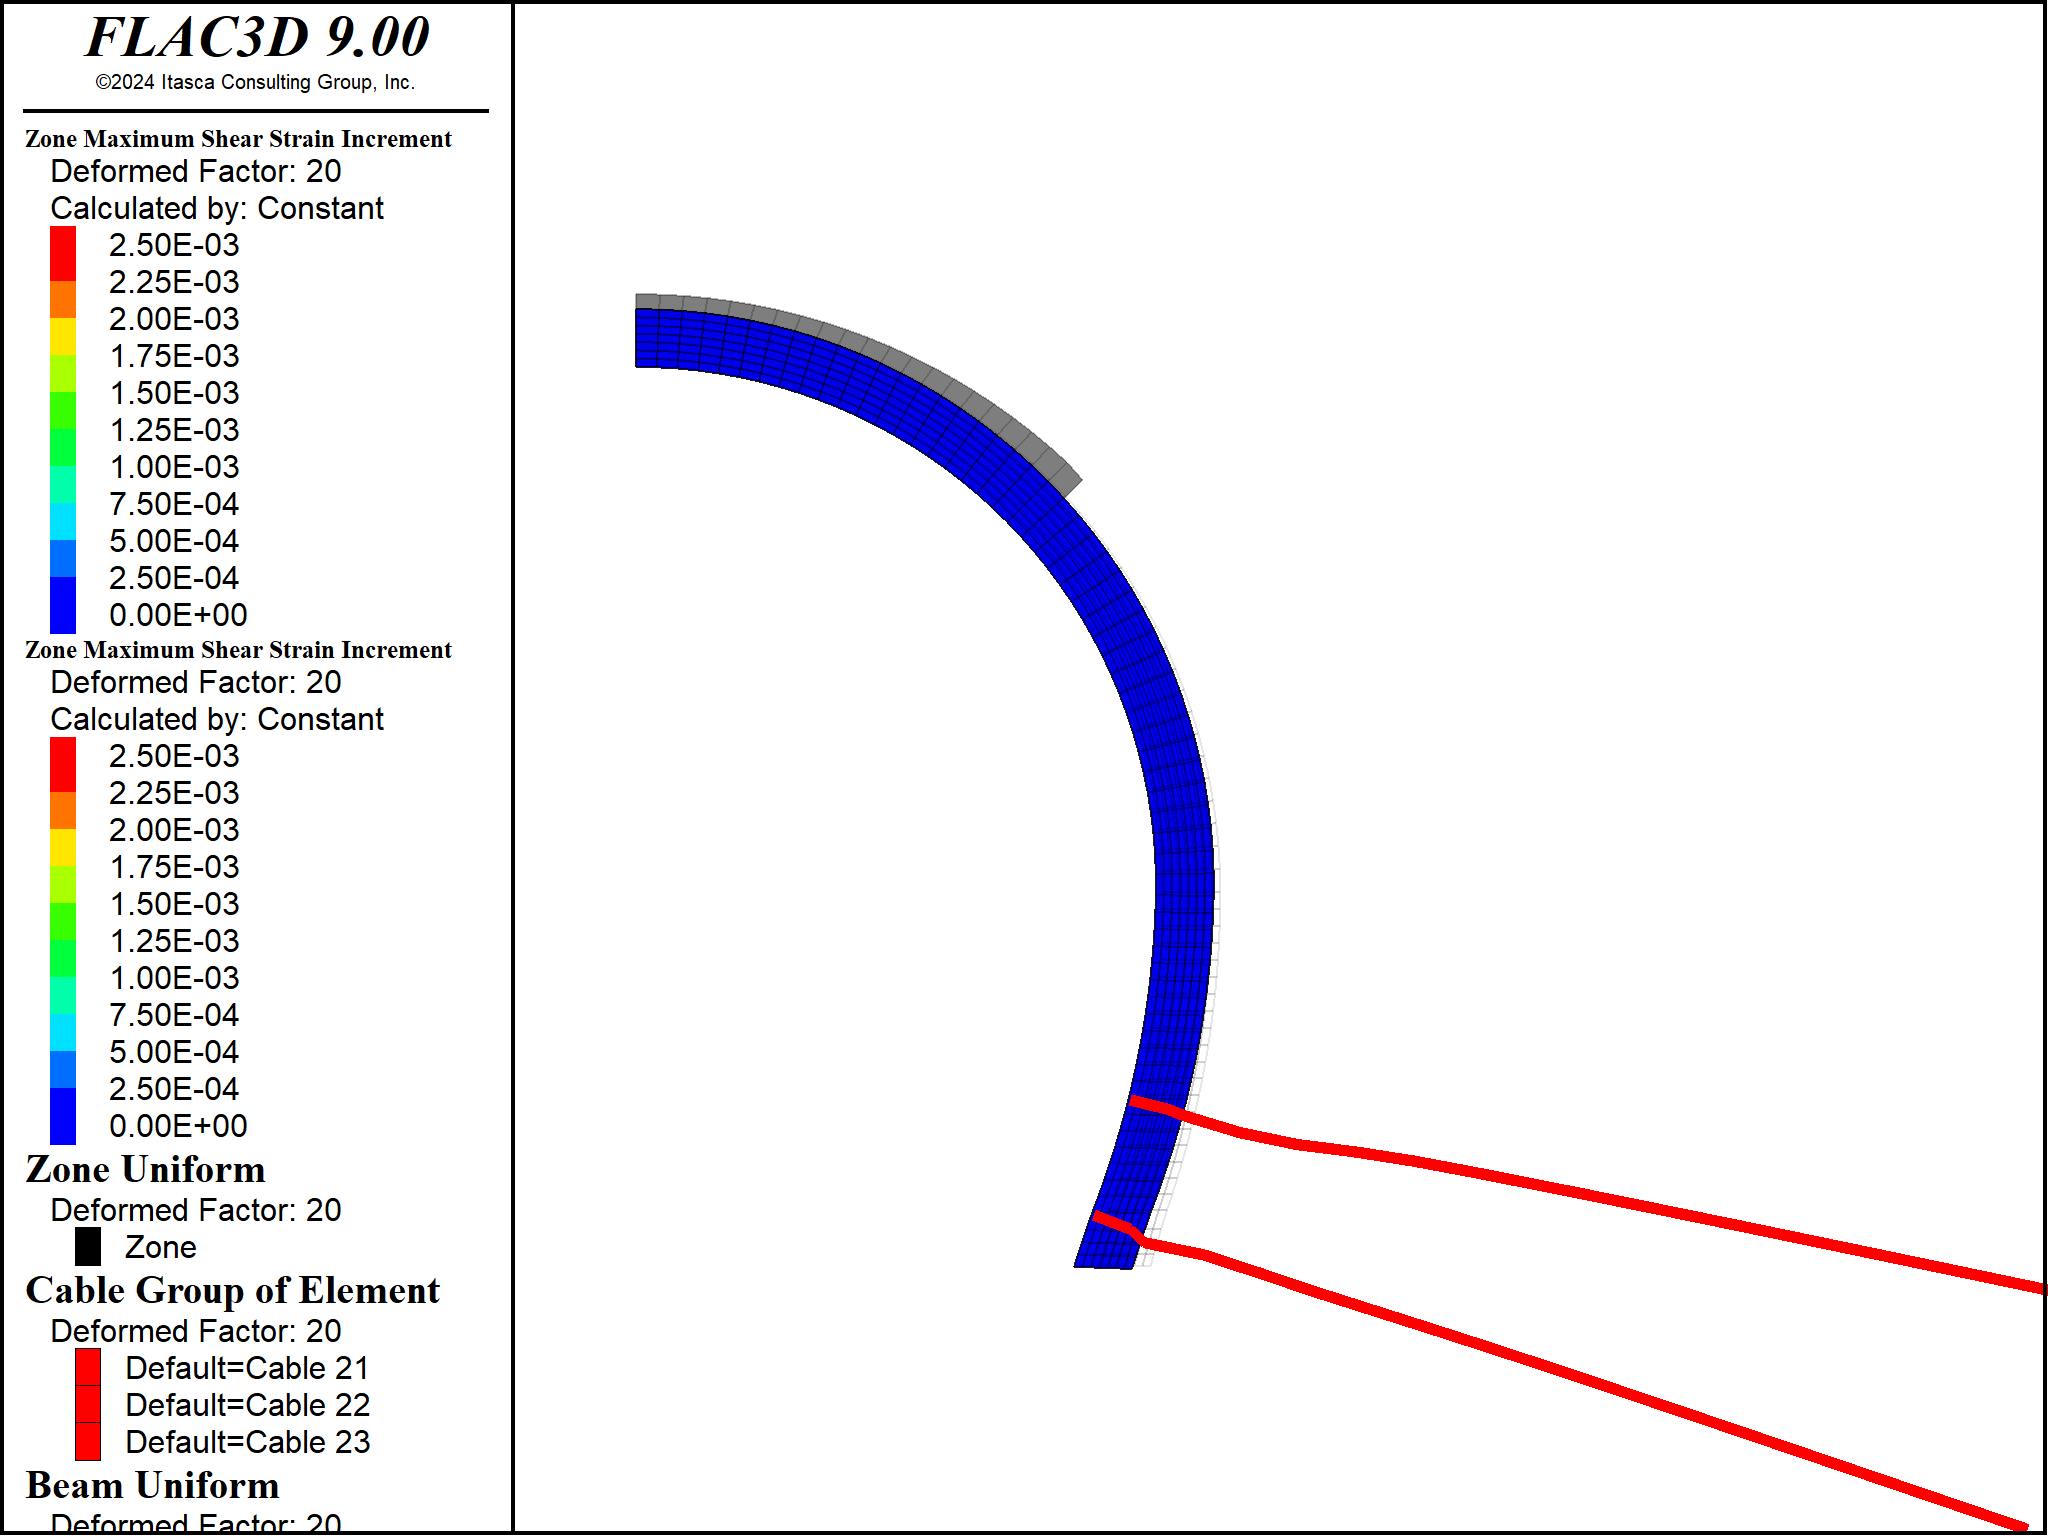 FLAC3D 9.00
©2024 Itasca Consulting Group, Inc.
Zone Maximum Shear Strain Increment
Deformed Factor: 20
Calculated by: Constant
2.50E-03
2.25E-03
2.00E-03
1.75E-03
1.50E-03
1.25E-03
1.00E-03
7.50E-04
5.00E-04
2.50E-04
0.00E+00
Zone Maximum Shear Strain Increment
Deformed Factor: 20
Calculated by: Constant
2.50E-03
2.25E-03
2.00E-03
1.75E-03
1.50E-03
1.25E-03
1.00E-03
7.50E-04
5.00E-04
2.50E-04
0.00E+00
Zone Uniform
Deformed Factor: 20
Zone
Cable Group of Element
Deformed Factor: 20
Default=Cable 21
Default=Cable 22
Default=Cable 23
Beam Uniform
Deformed Factor: 20